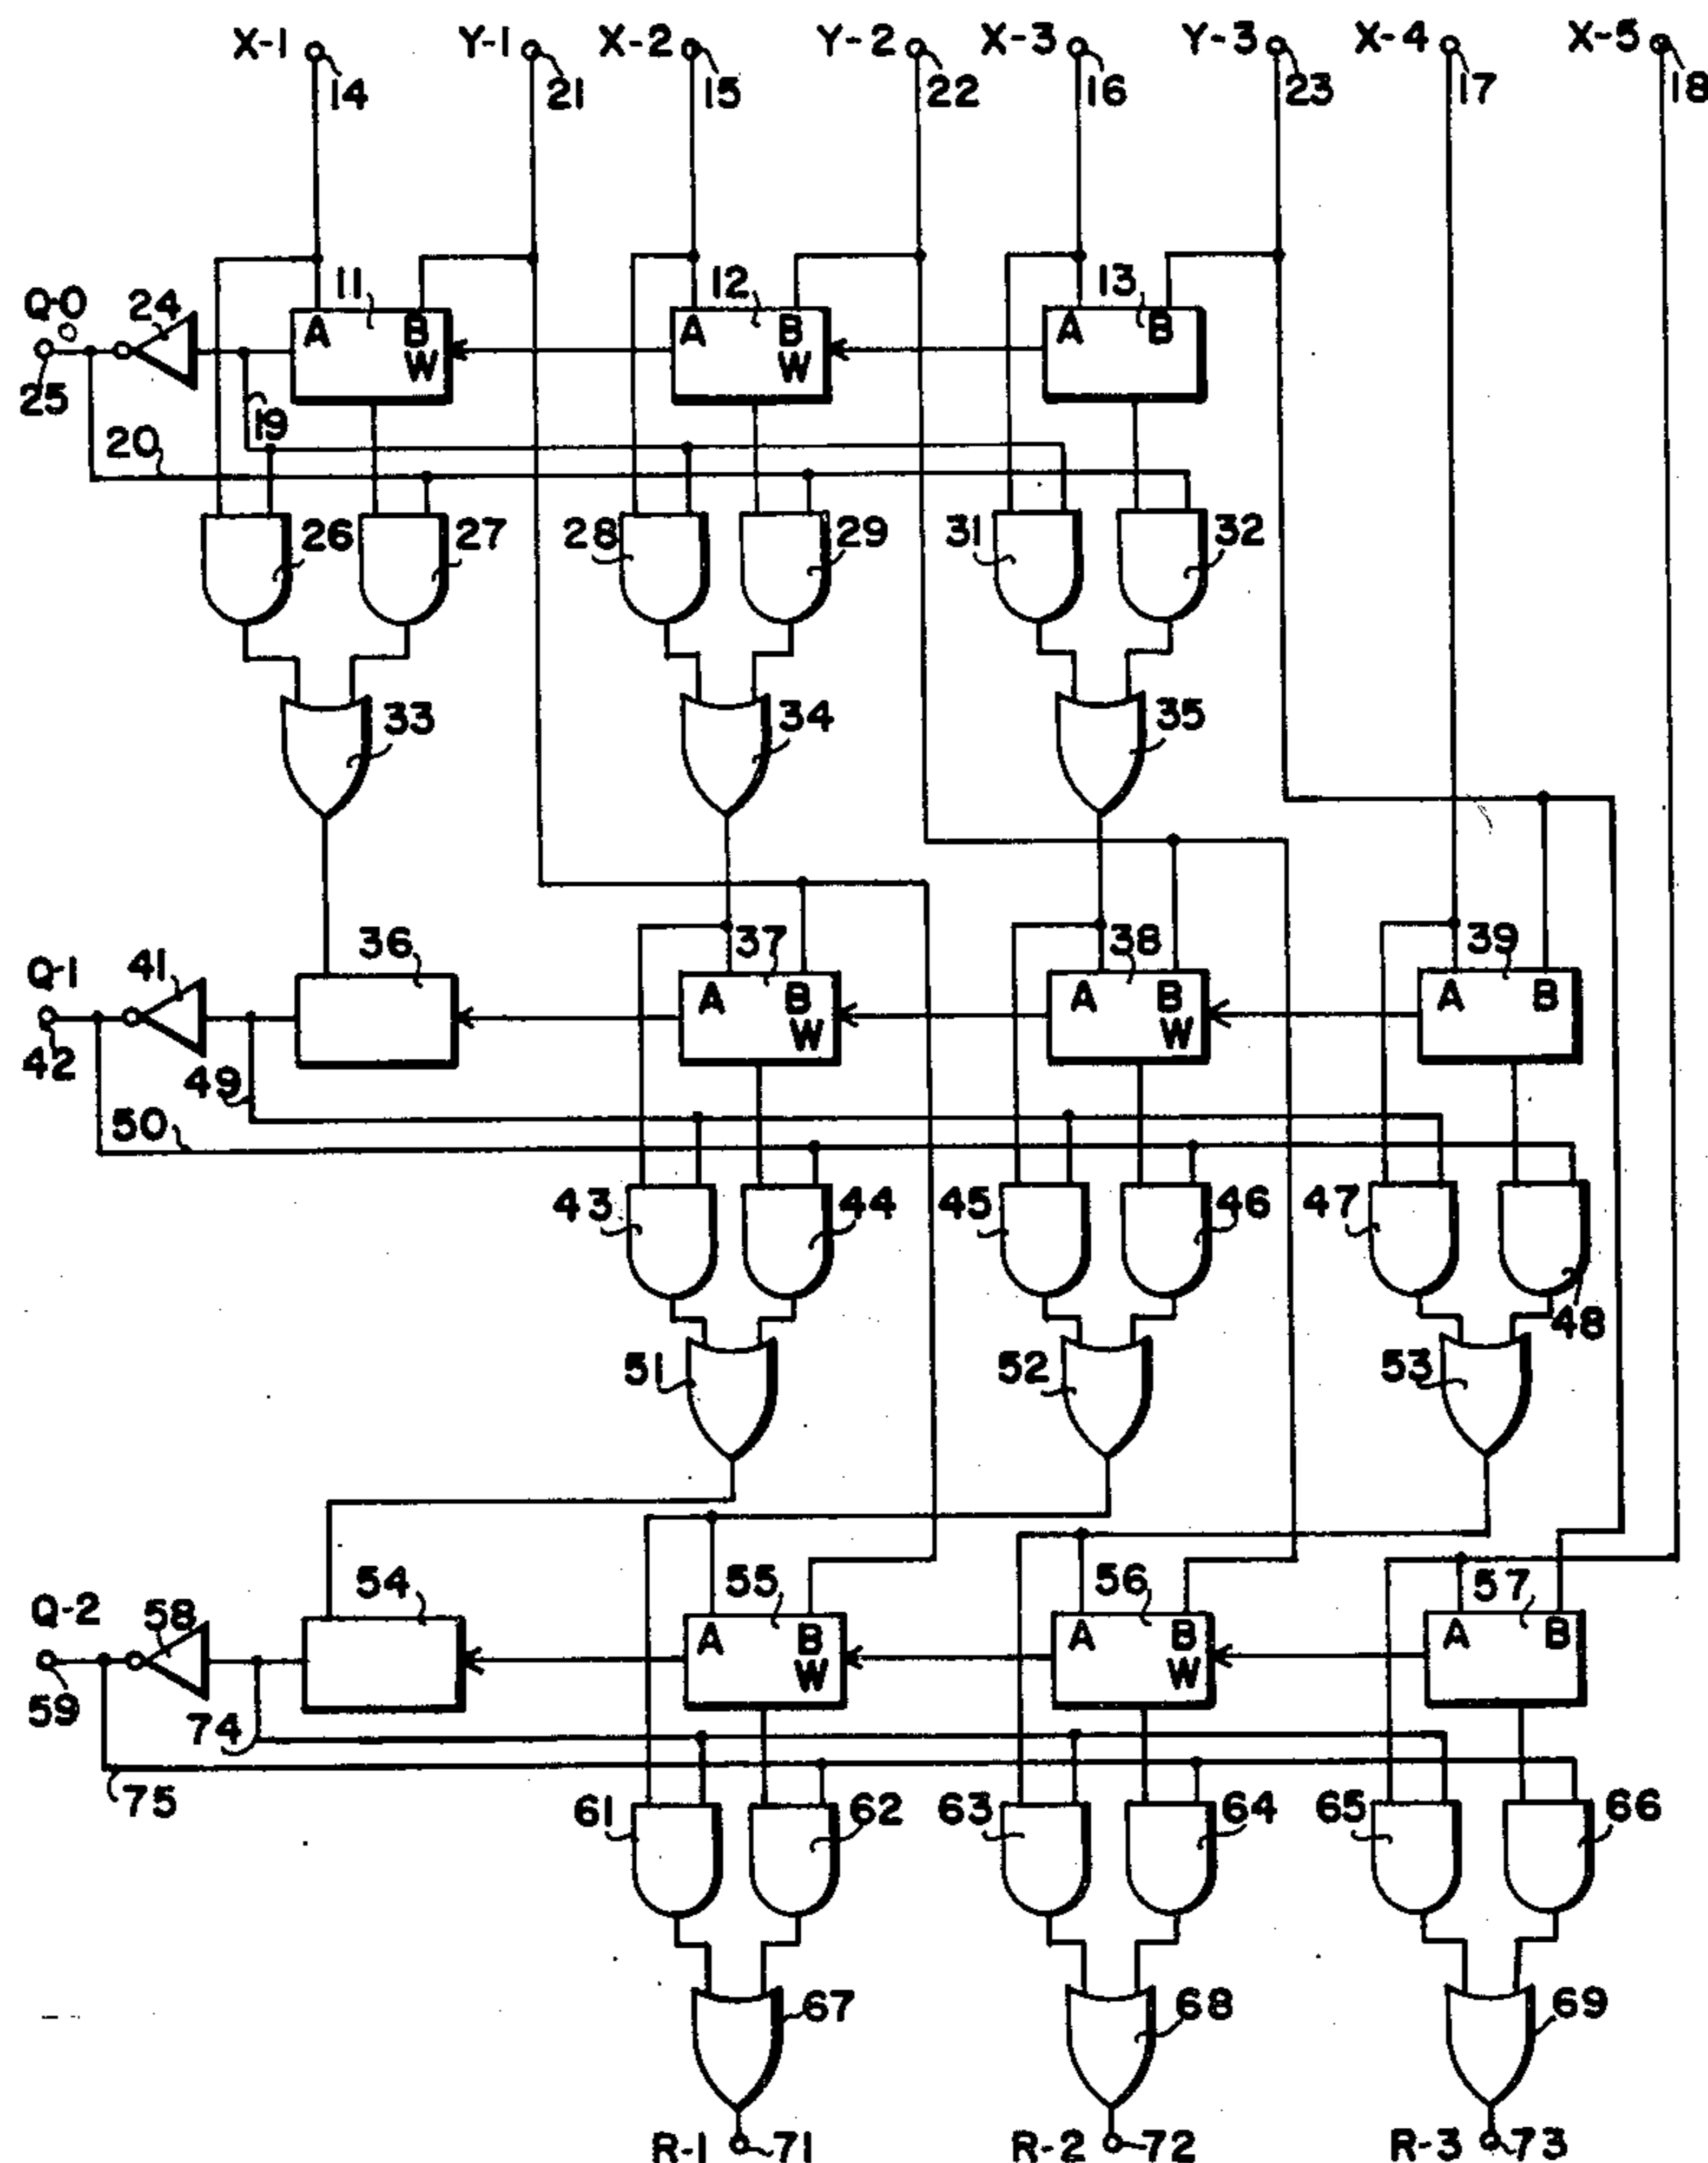 X-1 Y-1 X-2 Y-2 X-3 Y-3 X-4 X-5
14 21 15 22 16 23 17 18
11 12 13
Q-0 24
A B A B A B
W W
25
19
20
26 27 28 29 31 32
33 34 35
36 37 38 39
Q-1 41
A B A B A B
W W
42
49
50
43 44 45 46 47
48
51 52 53
54 55 56 57
Q-2 58
A B A B A B
W W
59
74
75
61 62 63 64 65 66
67 68 69
R-1 71 R-2 72 R-3 73